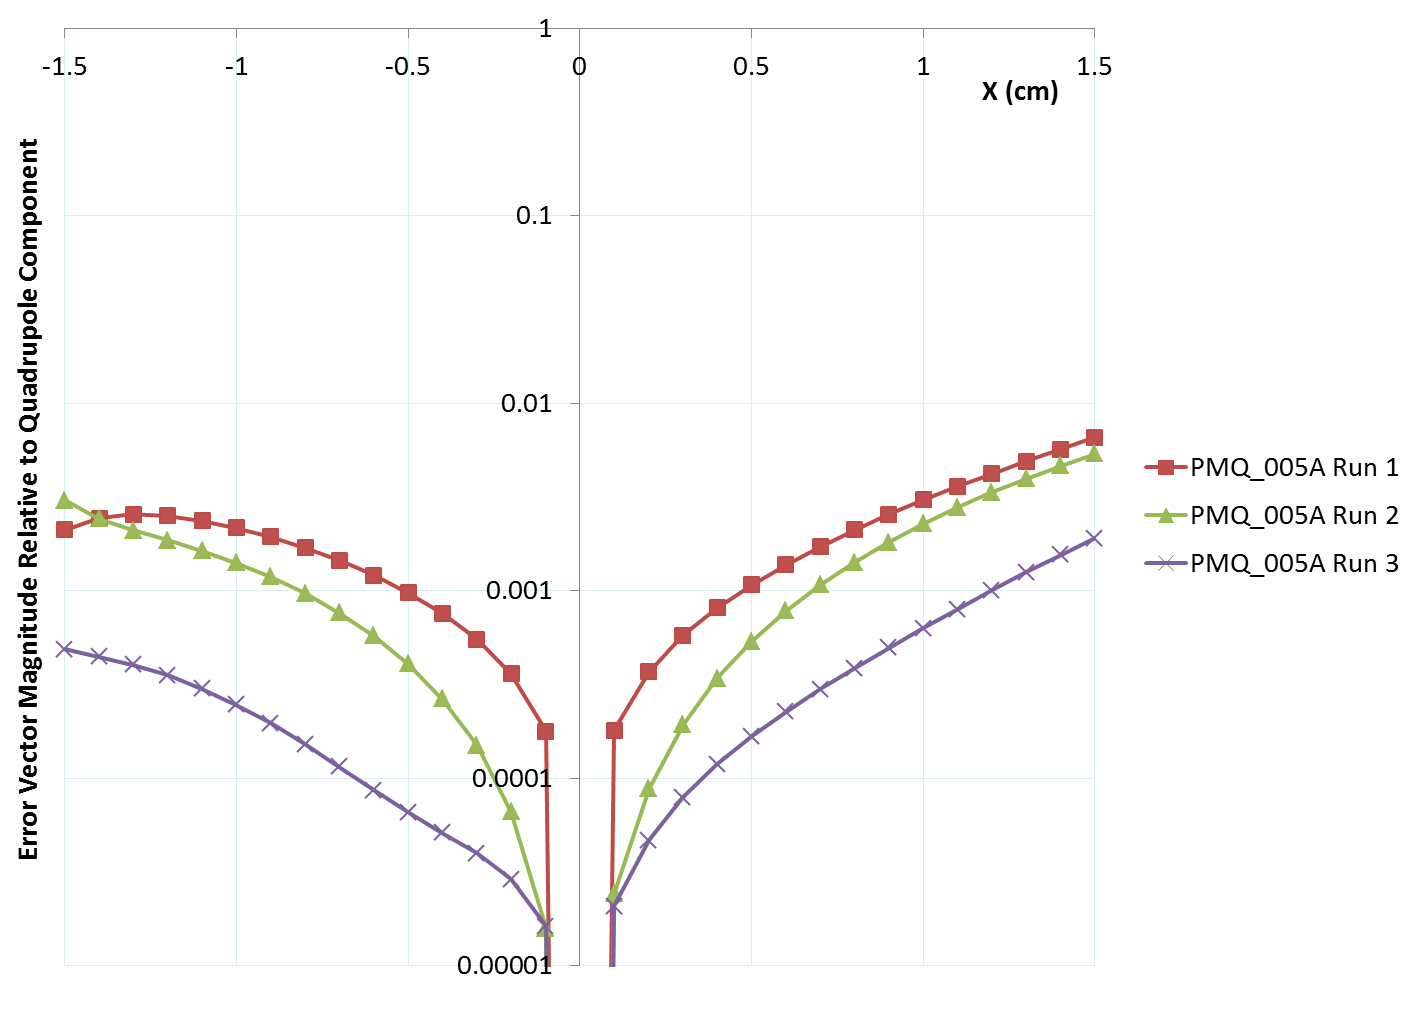 1
-1.5 -1 -0.5 0 0.5 1 1.5
X (cm)
Error Vector Magnitude Relative to Quadrupole Component
0.1
0.01
0.001
0.0001
0.00001
PMQ_005A Run 1
PMQ_005A Run 2
PMQ_005A Run 3